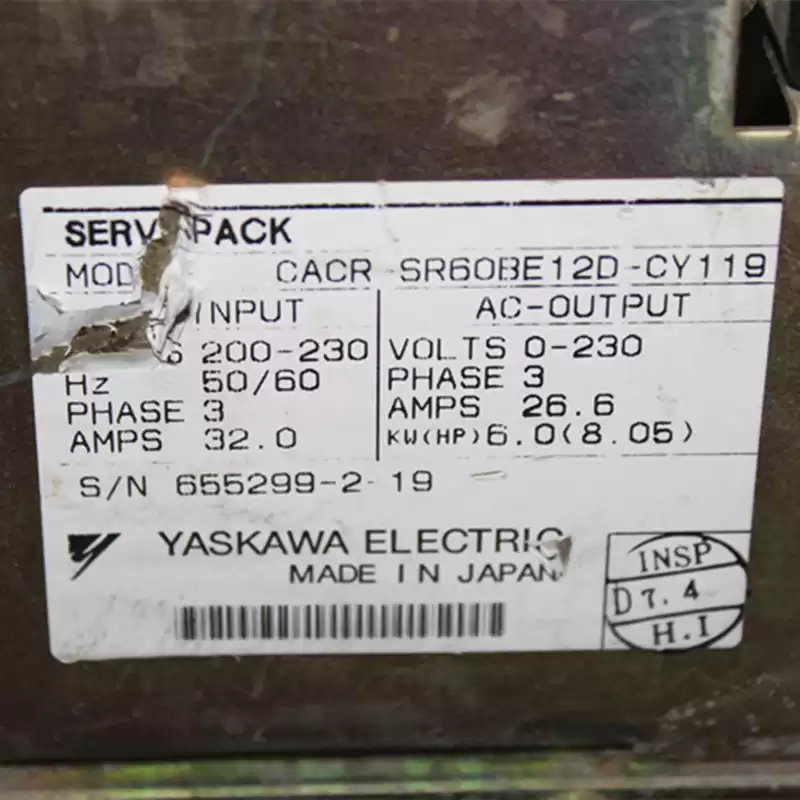 SERV PACK
MOD CACR-SR60BE12D-CY119
INPUT
AC-OUTPUT
S 200-230
VOLTS 0-230
Hz 50/60
PHASE 3
PHASE 3
AMPS 26.6
AMPS 32.0
KW(HP)6.0(8.05)
S/N 655299-2-19
YASKAWA ELECTRIC
MADE IN JAPAN
INSP
D 7.4
H.I